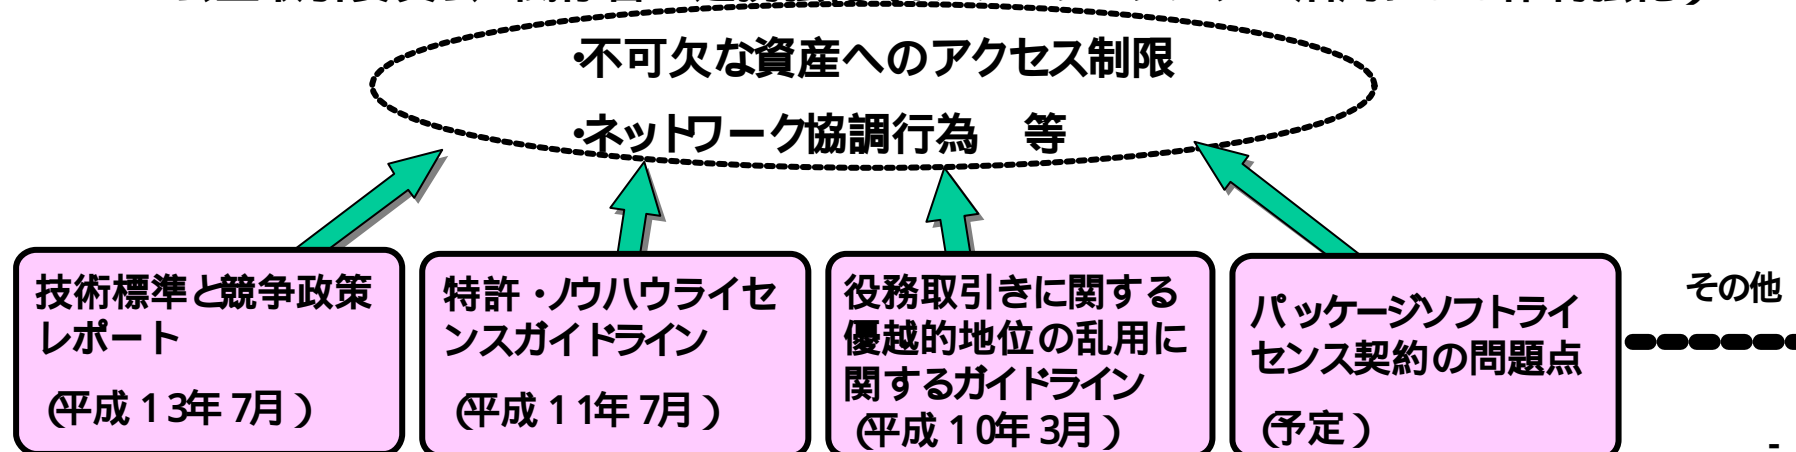 ・不可欠な資産へのアクセス制限
・ネットワーク協調行為　等
技術標準と競争政策
レポート
(平成13年7月)
特許・ノウハウライセ
ンスガイドライン
(平成11年7月)
役務取引きに関する
優越的地位の乱用に
関するガイドライン
(平成10年3月)
パッケージソフトライ
センス契約の問題点
(予定)
その他
-